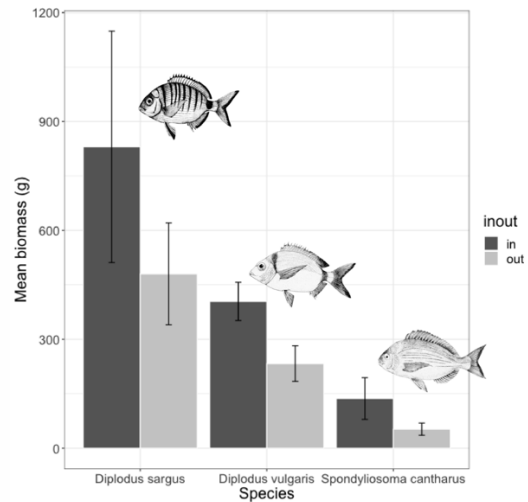 1200
900
600
300
0
Mean biomass (g)
Diplodus sargus
Diplodus vulgaris
Spondyliosoma cantharus
Species
inout
in
out